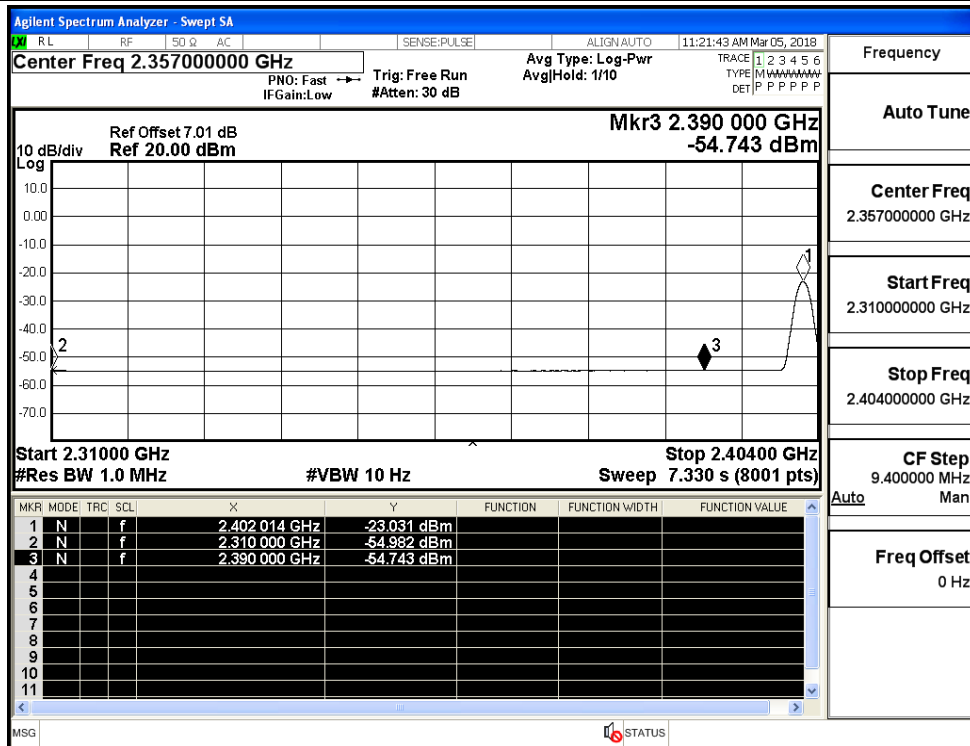 Agilent Spectrum Analyzer - Swept SA
LXI RL RF 50 Ω AC SENSE:PULSE ALIGNAUTO 11:21:43 AM Mar 05, 2018
Center Freq 2.357000000 GHz
PNO: Fast
IFGain:Low
Trig: Free Run
#Atten: 30 dB
Avg Type: Log-Pwr
Avg|Hold: 1/10
TRACE 1 2 3 4 5 6
TYPE M WWWWW
DET P P P P P P
Mkr3 2.390 000 GHz
-54.743 dBm
Ref Offset 7.01 dB
10 dB/div Ref 20.00 dBm
Log
10.0
0.00
-10.0
-20.0
-30.0
-40.0
-50.0
-60.0
-70.0
1
2
3
Start 2.31000 GHz Stop 2.40400 GHz
#Res BW 1.0 MHz #VBW 10 Hz Sweep 7.330 s (8001 pts)
MKR MODE TRC SCL X Y FUNCTION FUNCTION WIDTH FUNCTION VALUE
1 N f 2.402 014 GHz -23.031 dBm
2 N f 2.310 000 GHz -54.982 dBm
3 N f 2.390 000 GHz -54.743 dBm
4
5
6
7
8
9
10
11
MSG STATUS
Frequency
Auto Tune
Center Freq
2.357000000 GHz
Start Freq
2.310000000 GHz
Stop Freq
2.404000000 GHz
CF Step
9.400000 MHz
Auto Man
Freq Offset
0 Hz